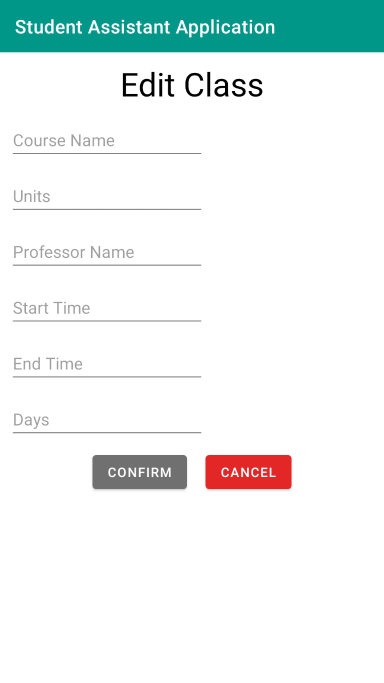 Student Assistant Application
Edit Class
Course Name
Units
Professor Name
Start Time
End Time
Days
CONFIRM CANCEL